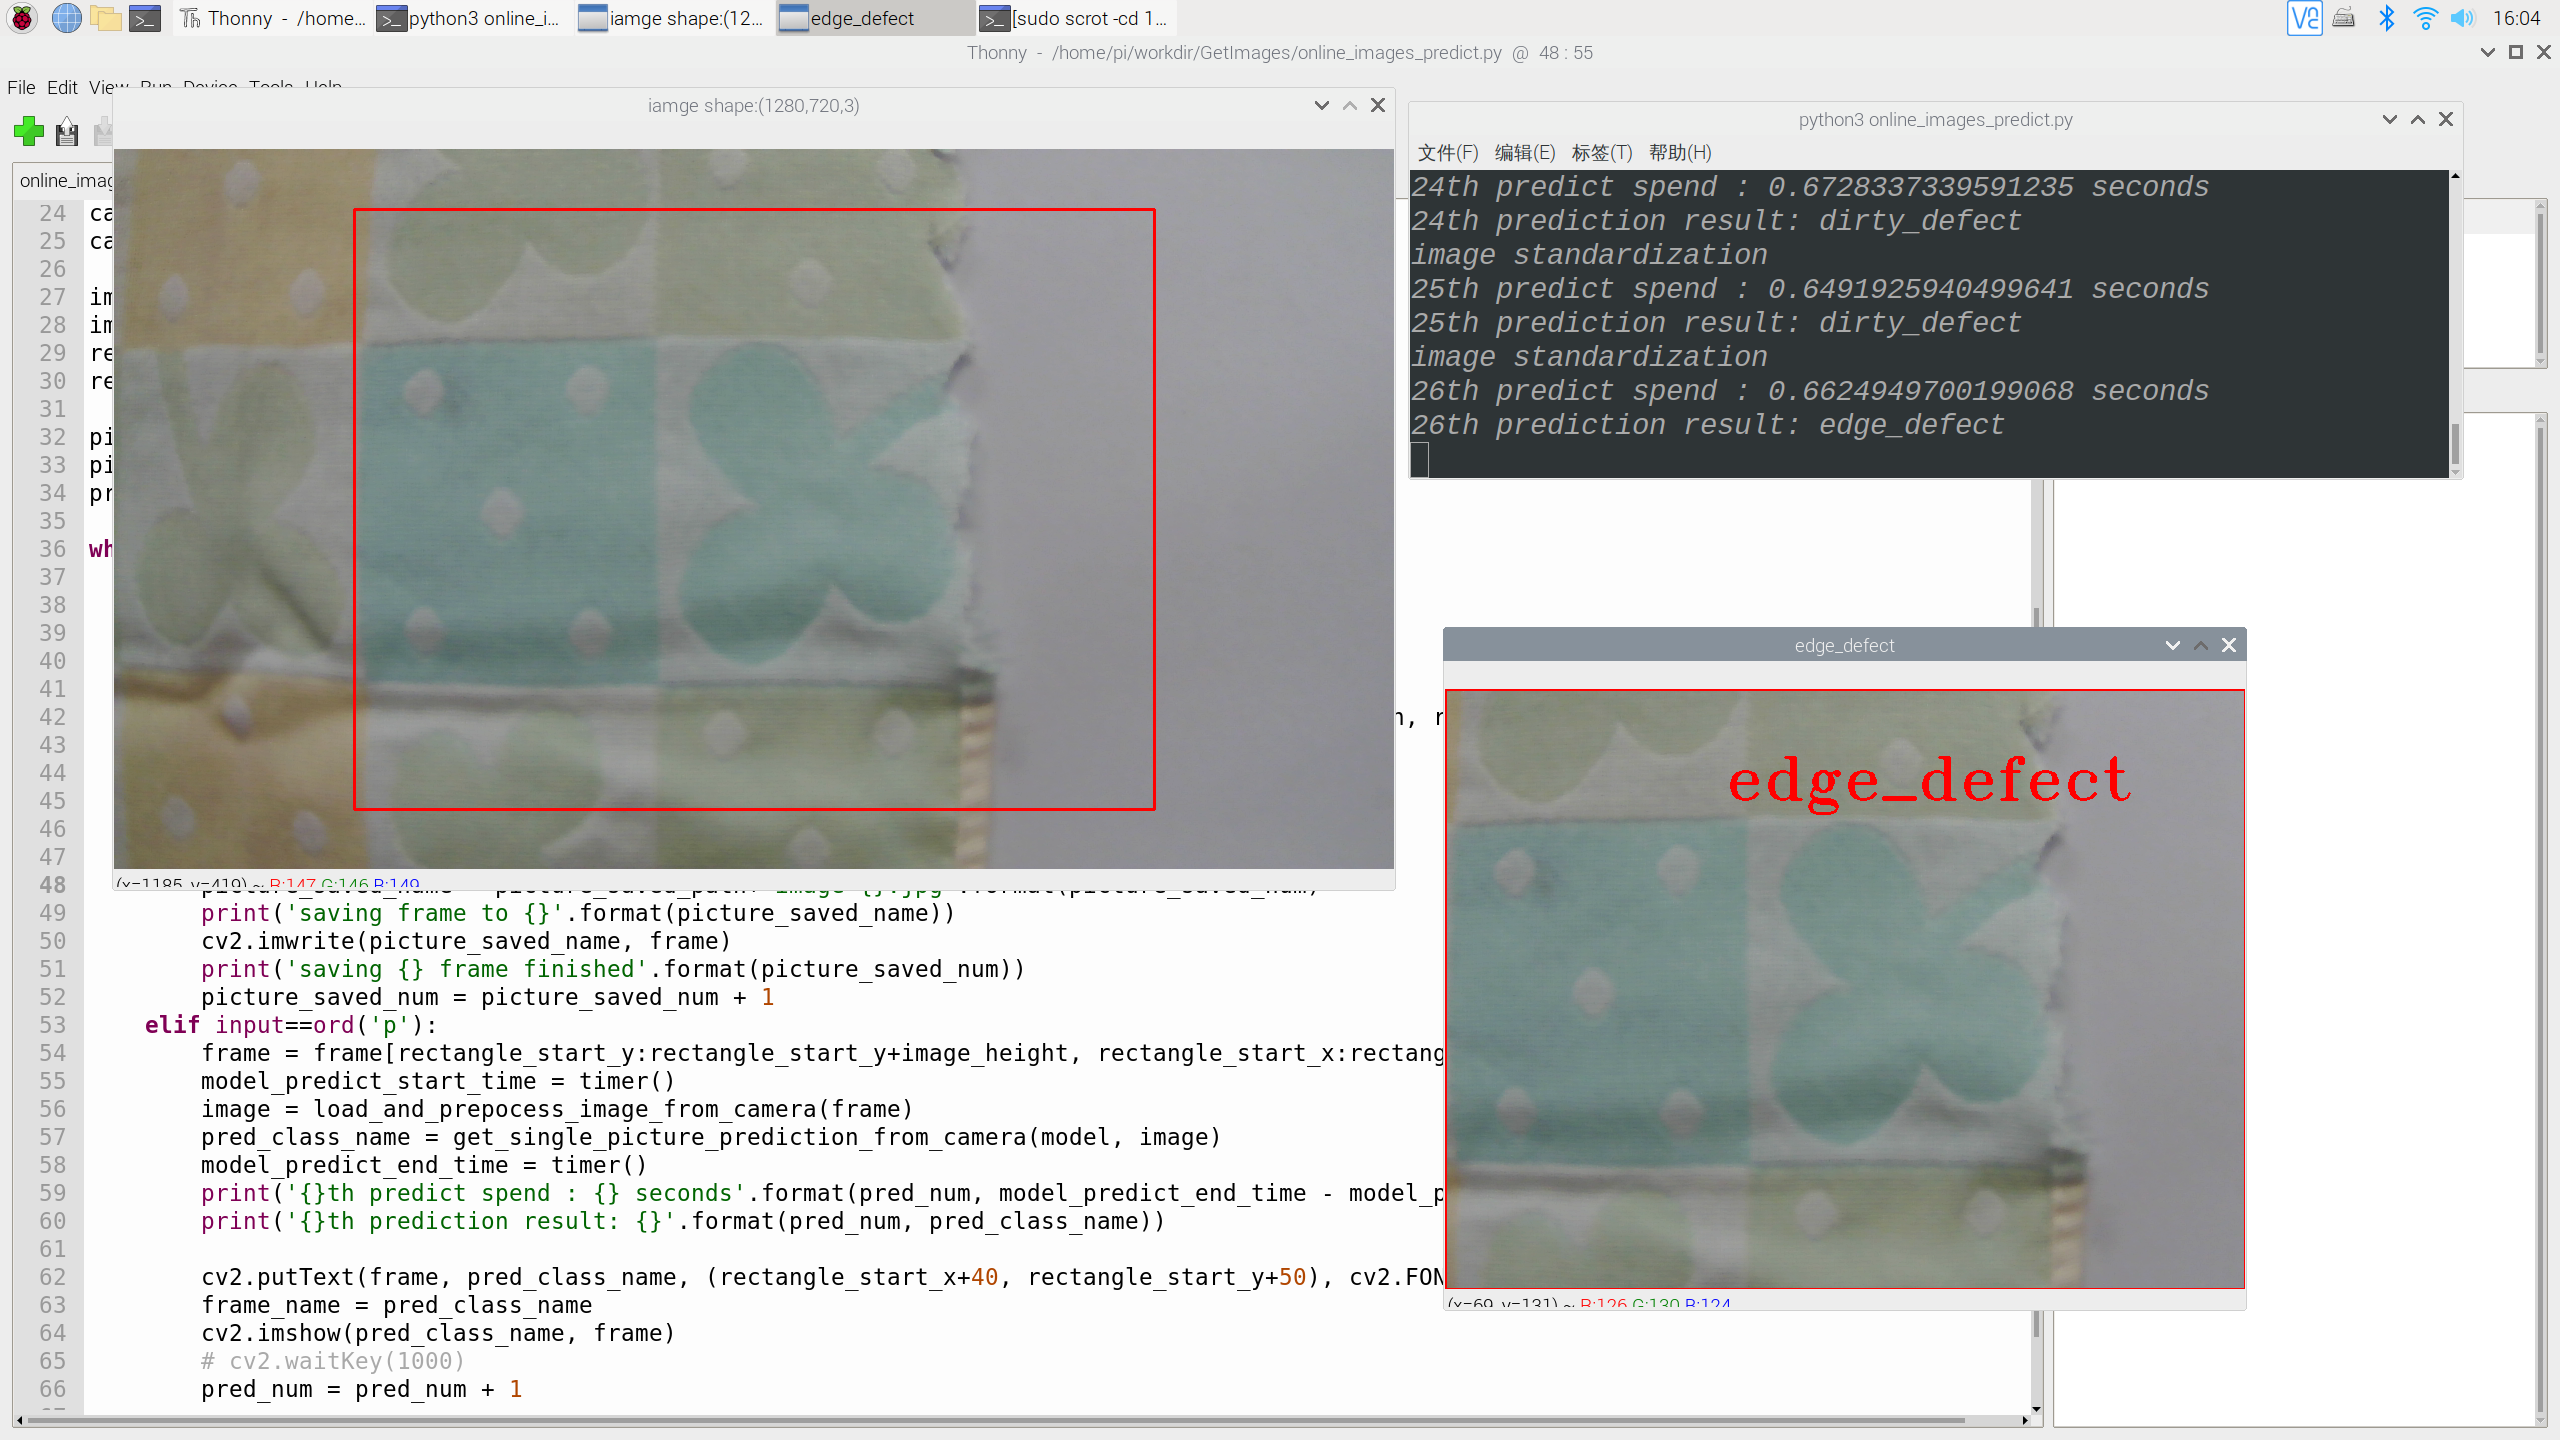 Thonny - /home...
python3 online_i...
iamge shape:(12...
edge_defect
[sudo scrot -cd 1...
16:04
Thonny - /home/pi/workdir/GetImages/online_images_predict.py @ 48 : 55
File Edit View Run Device Tools Help
iamge shape:(1280,720,3)
python3 online_images_predict.py
文件(F) 编辑(E) 标签(T) 帮助(H)
24th predict spend : 0.6728337339591235 seconds
24th prediction result: dirty_defect
image standardization
25th predict spend : 0.6491925940499641 seconds
25th prediction result: dirty_defect
image standardization
26th predict spend : 0.6624949700199068 seconds
26th prediction result: edge_defect
online_imag
24 ca
25 ca
26
27 im
28 im
29 re
30 re
31
32 pi
33 pi
34 pr
35
36 wh
37
38
39
40
41
42 n, r
43
44
45
46
47
48
(x=1185, y=419) ~ R:147 G:146 B:149
49 print('saving frame to {}'.format(picture_saved_name))
50 cv2.imwrite(picture_saved_name, frame)
51 print('saving {} frame finished'.format(picture_saved_num))
52 picture_saved_num = picture_saved_num + 1
53 elif input==ord('p'):
54 frame = frame[rectangle_start_y:rectangle_start_y+image_height, rectangle_start_x:rectang
55 model_predict_start_time = timer()
56 image = load_and_prepocess_image_from_camera(frame)
57 pred_class_name = get_single_picture_prediction_from_camera(model, image)
58 model_predict_end_time = timer()
59 print('{}th predict spend : {} seconds'.format(pred_num, model_predict_end_time - model_p
60 print('{}th prediction result: {}'.format(pred_num, pred_class_name))
61
62 cv2.putText(frame, pred_class_name, (rectangle_start_x+40, rectangle_start_y+50), cv2.FON
63 frame_name = pred_class_name
64 cv2.imshow(pred_class_name, frame)
65 # cv2.waitKey(1000)
66 pred_num = pred_num + 1
edge_defect
edge_defect
(x=69, y=131) ~ R:126 G:130 B:124